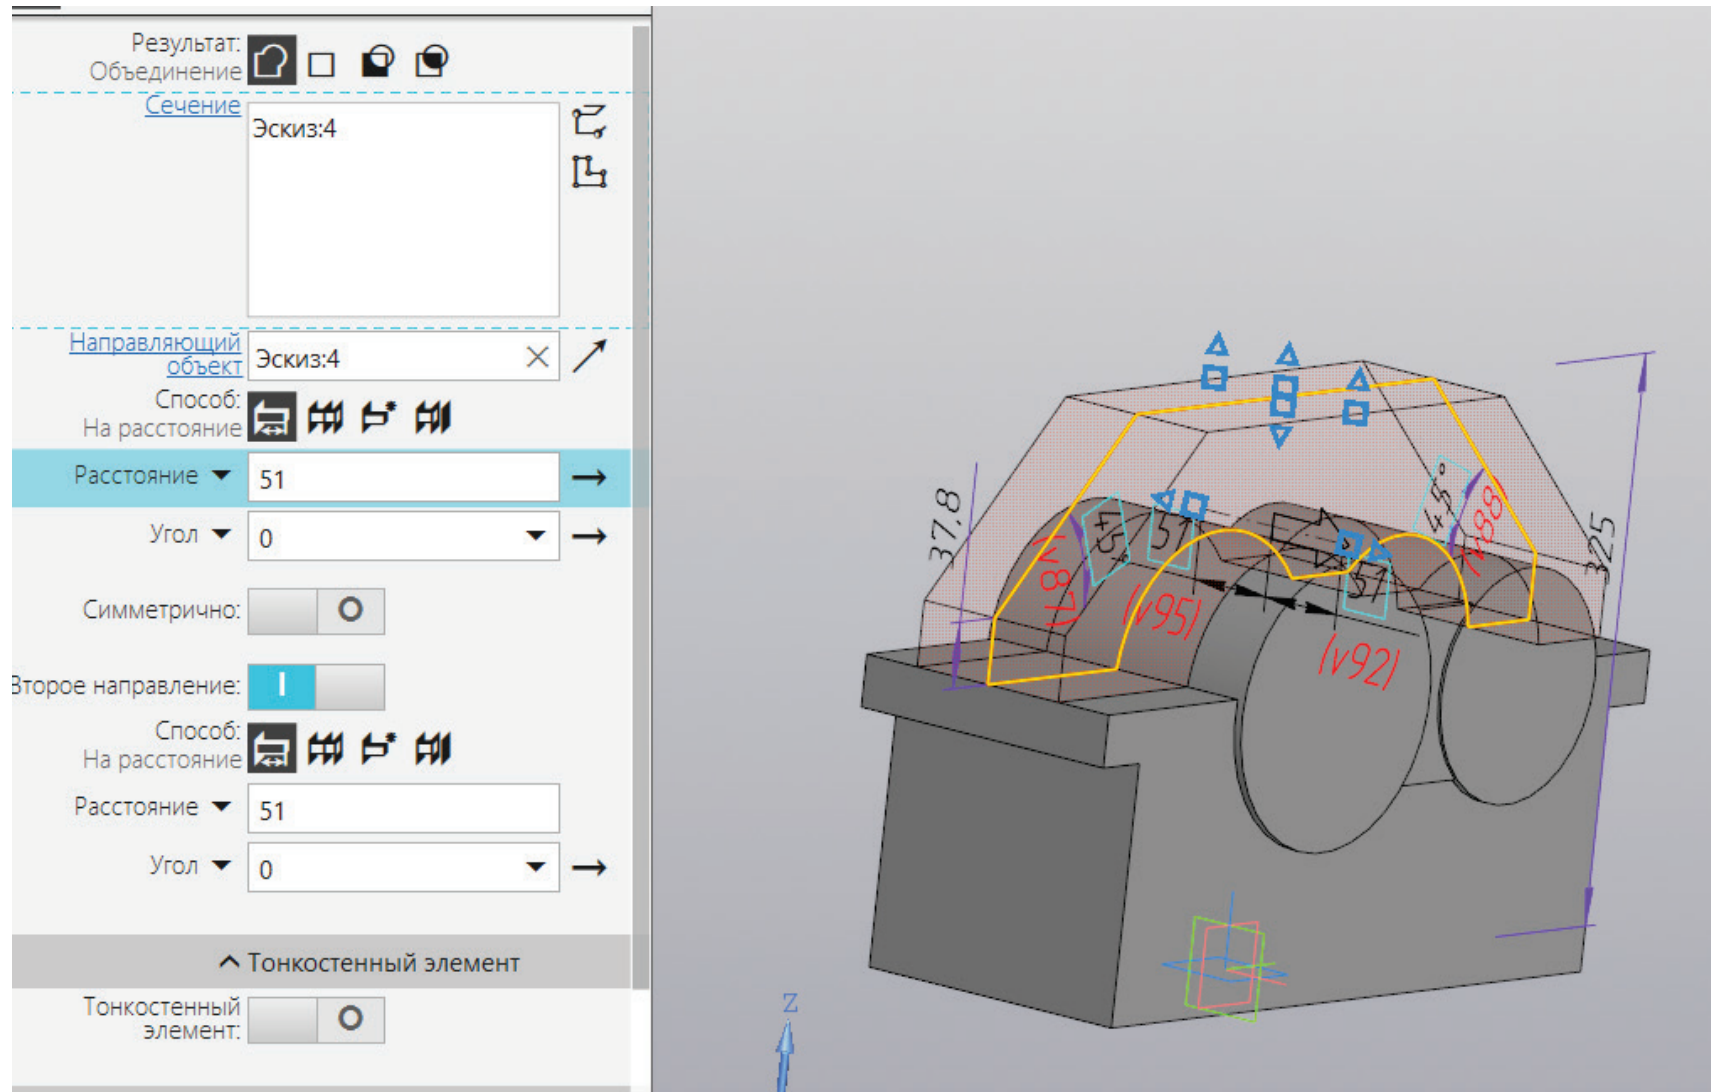 Результат:
Объединение
Сечение
Эскиз:4
Направляющий
объект
Эскиз:4
Способ:
На расстояние
Расстояние
51
Угол
0
Симметрично:
Второе направление:
Способ:
На расстояние
Расстояние
51
Угол
0
Тонкостенный элемент
Тонкостенный
элемент:
37,8
45°
(v87)
51
(v95)
51
(v92)
45°
(v88)
325
Z